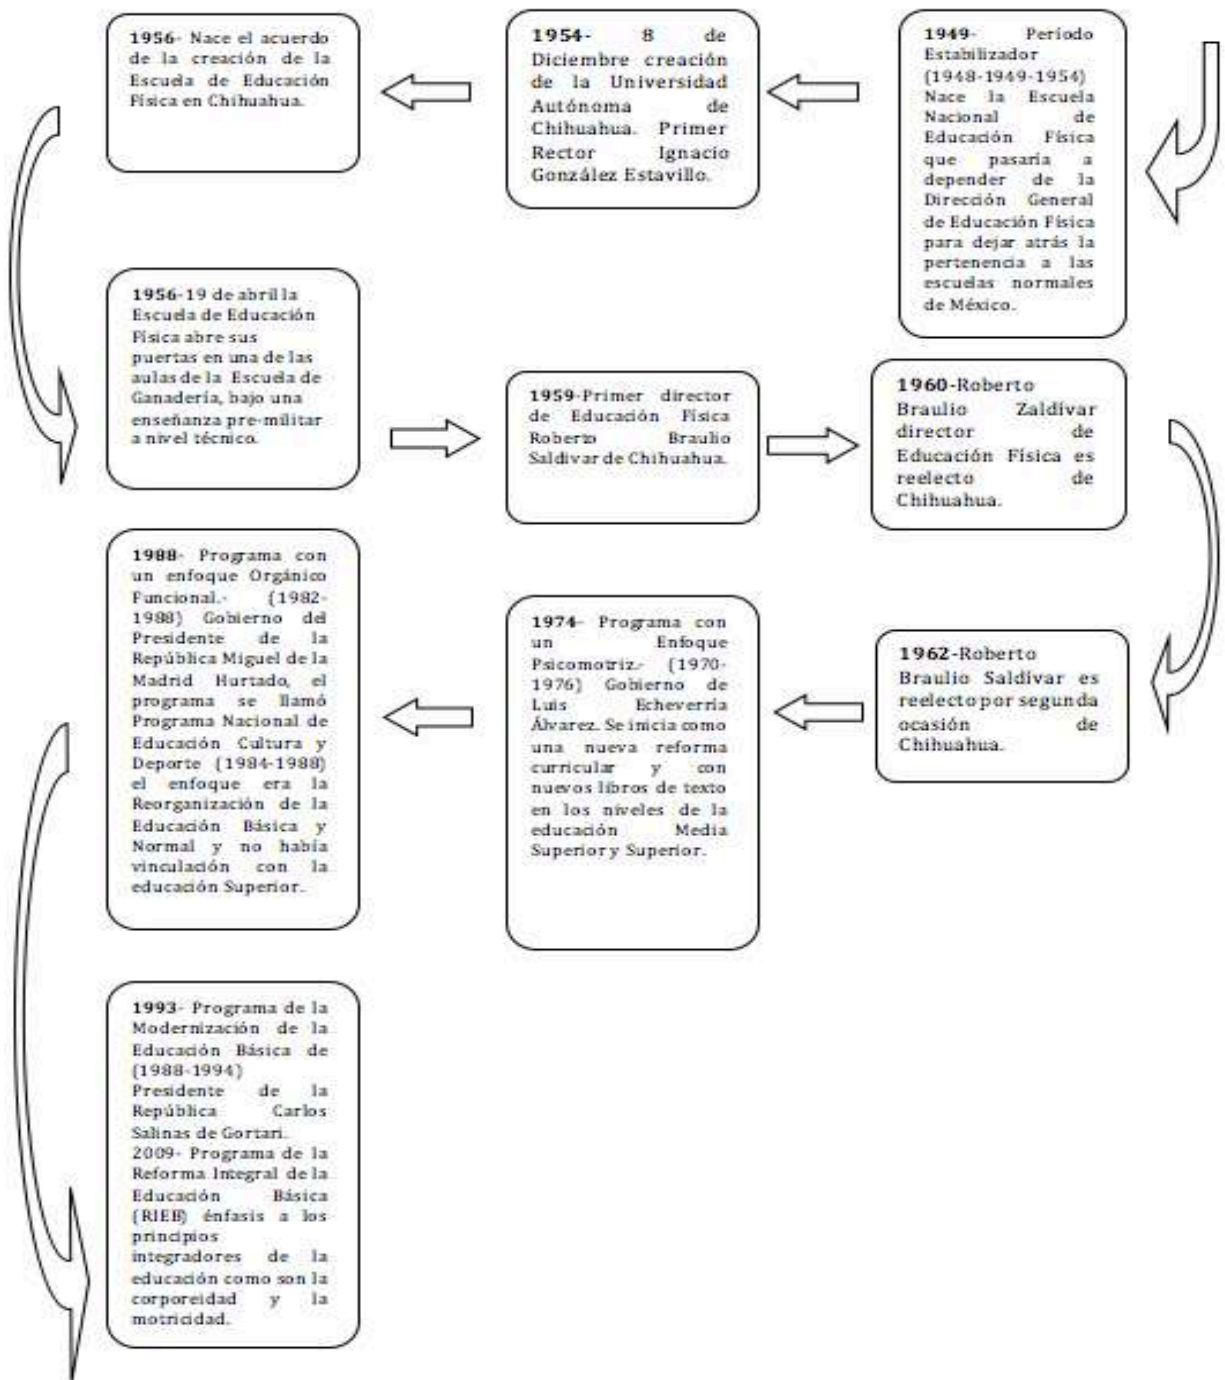 1949- Período
Estabilizador
(1948-1949-1954)
Nace la Escuela
Nacional de
Educación Física
que pasaría a
depender de la
Dirección General
de Educación Física
para dejar atrás la
pertenencia a las
escuelas normales
de México.
1954- 8 de
Diciembre creación
de la Universidad
Autónoma de
Chihuahua. Primer
Rector Ignacio
González Estavillo.
1956- Nace el acuerdo
de la creación de la
Escuela de Educación
Física en Chihuahua.
1956-19 de abril la
Escuela de Educación
Física abre sus
puertas en una de las
aulas de la Escuela de
Ganadería, bajo una
enseñanza pre-militar
a nivel técnico.
1959-Primer director
de Educación Física
Roberto Braulio
Saldívar de Chihuahua.
1960-Roberto
Braulio Zaldívar
director de
Educación Física es
reelecto de
Chihuahua.
1962-Roberto
Braulio Saldívar es
reelecto por segunda
ocasión de
Chihuahua.
1974- Programa con
un Enfoque
Psicomotriz.- (1970-
1976) Gobierno de
Luis Echeverría
Álvarez. Se inicia como
una nueva reforma
curricular y con
nuevos libros de texto
en los niveles de la
educación Media
Superior y Superior.
1988- Programa con
un enfoque Orgánico
Funcional.- (1982-
1988) Gobierno del
Presidente de la
República Miguel de la
Madrid Hurtado, el
programa se llamó
Programa Nacional de
Educación Cultura y
Deporte (1984-1988)
el enfoque era la
Reorganización de la
Educación Básica y
Normal y no había
vinculación con la
educación Superior.
1993- Programa de la
Modernización de la
Educación Básica de
(1988-1994)
Presidente de la
República Carlos
Salinas de Gortari.
2009- Programa de la
Reforma Integral de la
Educación Básica
(RIEB) énfasis a los
principios
integradores de la
educación como son la
corporeidad y la
motricidad.